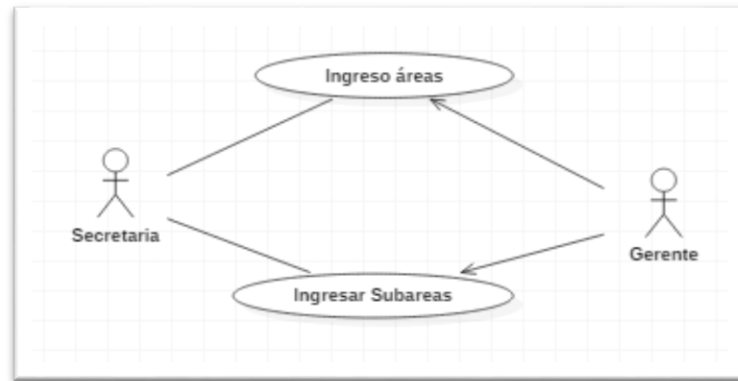 Ingreso áreas
Secretaria
Gerente
Ingresar Subareas